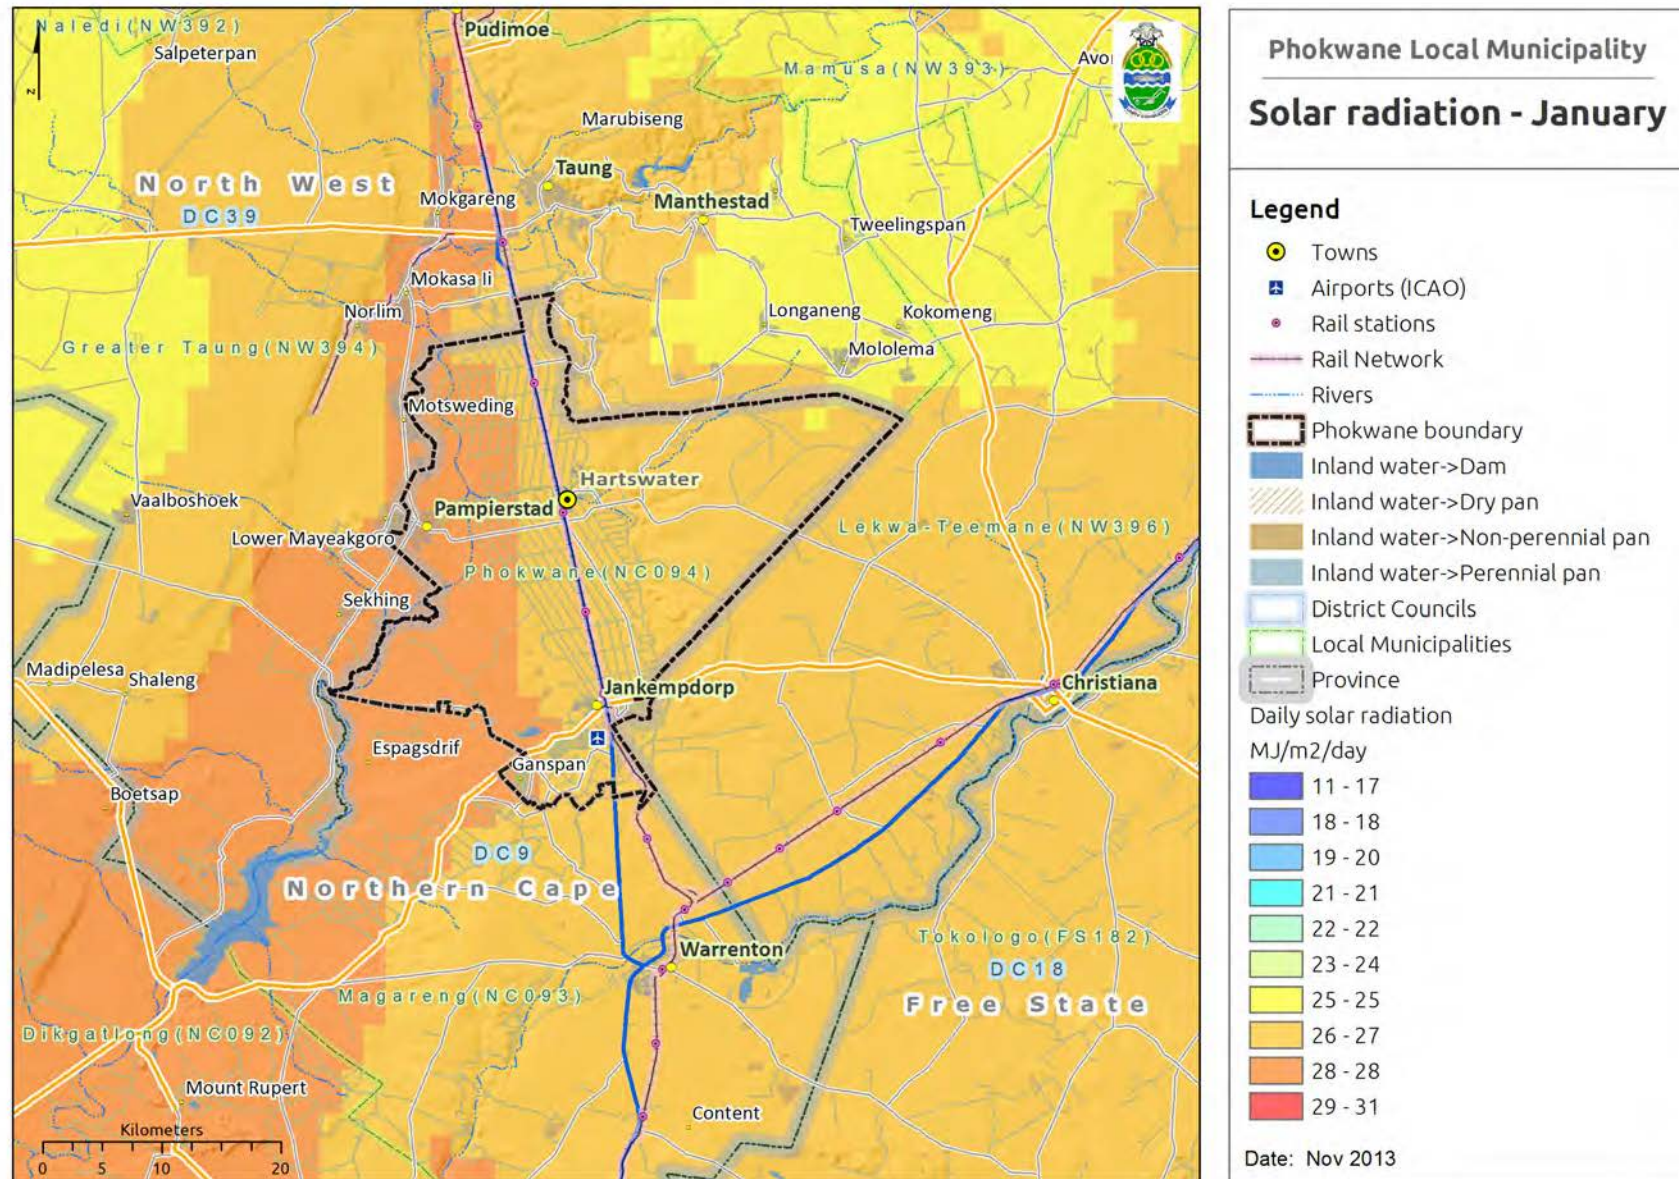 Naledi(NW392)
Pudimoe
Salpeterpan
Mamusa(NW393)
Avo
z
Marubiseng
Taung
North West
DC39
Mokgareng
Manthestad
Tweelingspan
Mokasa Ii
Norlim
Longaneng
Kokomeng
Greater Taung(NW394)
Mololema
Motsweding
Hartswater
Vaalboshoek
Pampierstad
Lower Mayeakgoro
Lekwa-Teemane(NW396)
Phokwane(NC094)
Sekhing
Madipelesa
Shaleng
Jankempdorp
Christiana
Espagsdrif
Ganspan
Boetsap
DC9
Northern Cape
Tokologo(FS182)
Warrenton
DC18
Magareng(NC093)
Free State
Dikgatlong(NC092)
Mount Rupert
Content
Kilometers
0 5 10 20
Phokwane Local Municipality
Solar radiation - January
Legend
Towns
Airports (ICAO)
Rail stations
Rail Network
Rivers
Phokwane boundary
Inland water->Dam
Inland water->Dry pan
Inland water->Non-perennial pan
Inland water->Perennial pan
District Councils
Local Municipalities
Province
Daily solar radiation
MJ/m2/day
11 - 17
18 - 18
19 - 20
21 - 21
22 - 22
23 - 24
25 - 25
26 - 27
28 - 28
29 - 31
Date: Nov 2013